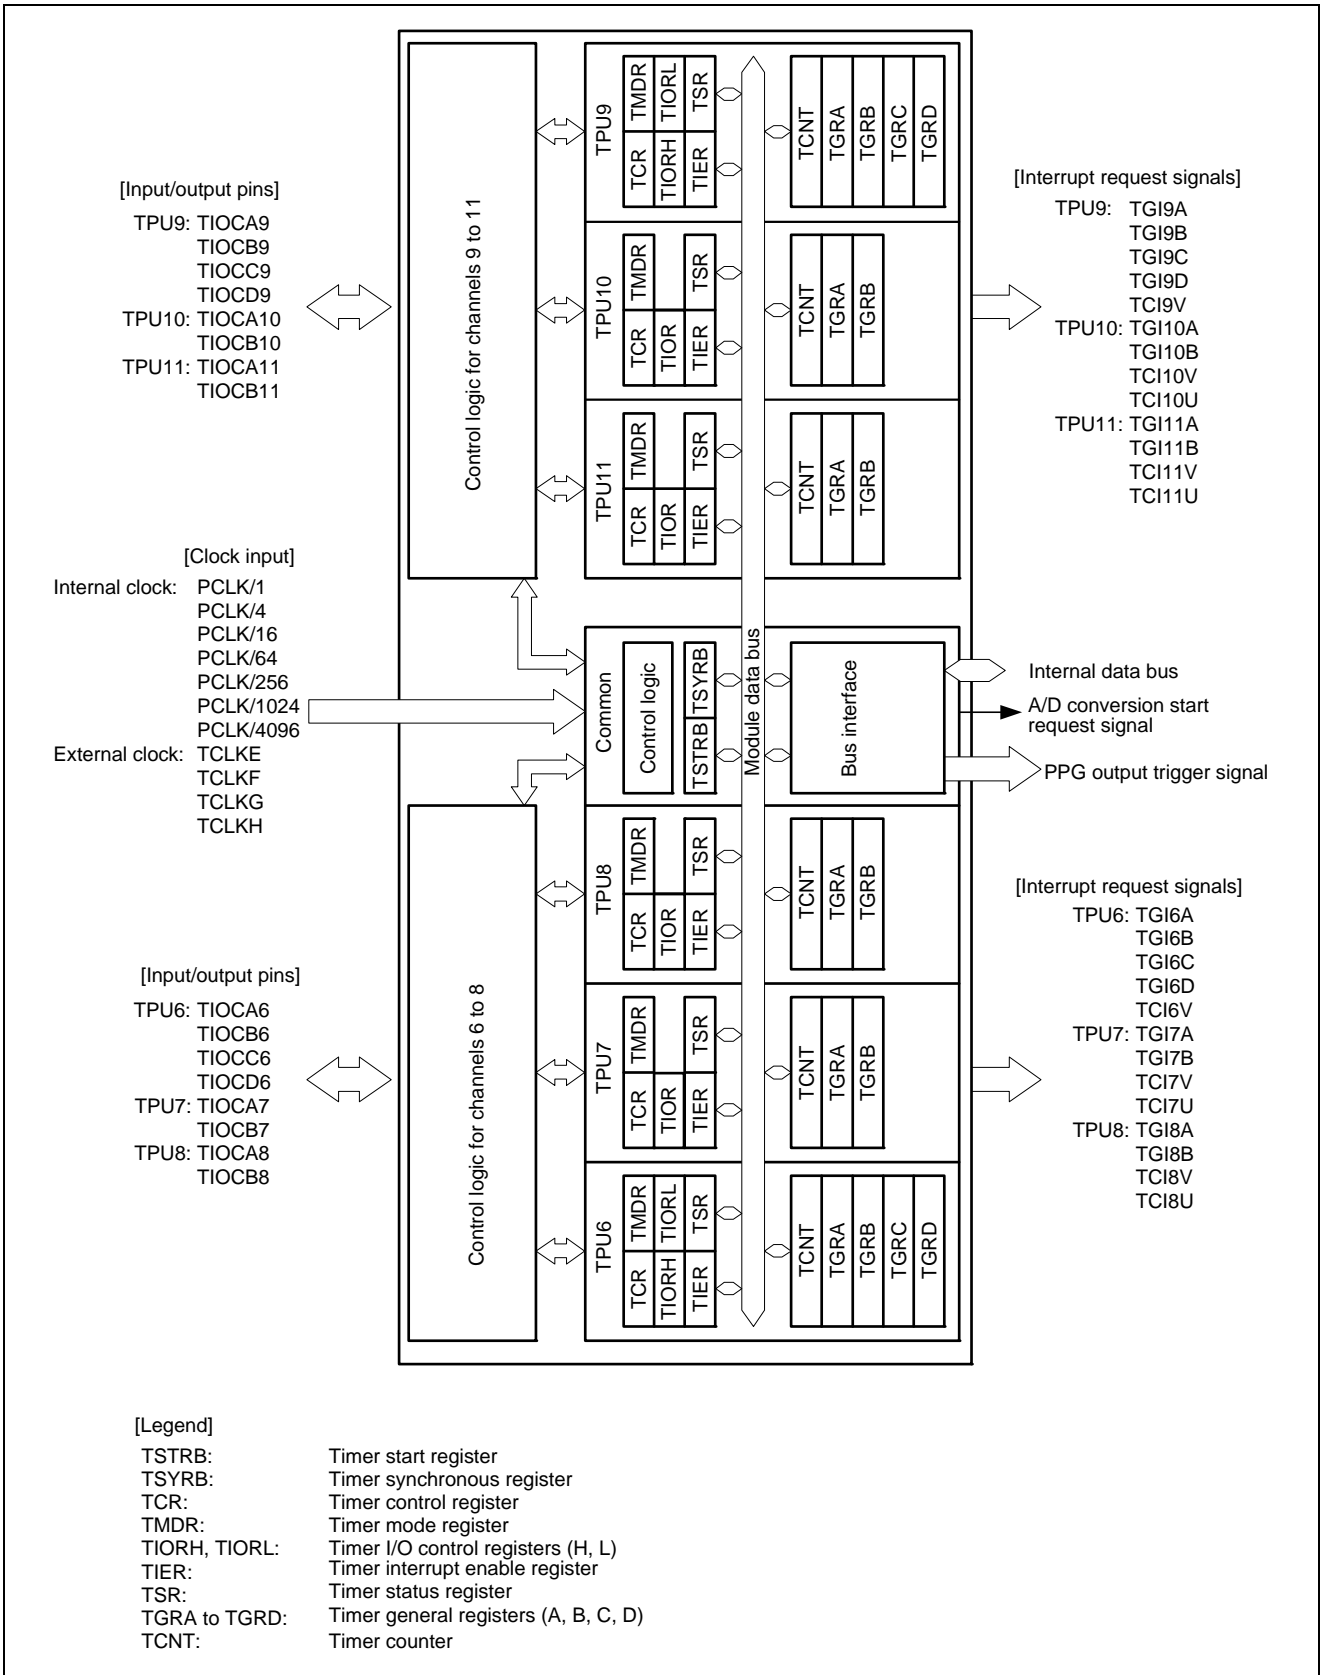 [Input/output pins]
TPU9: TIOCA9
TIOCB9
TIOCC9
TIOCD9
TPU10: TIOCA10
TIOCB10
TPU11: TIOCA11
TIOCB11
[Clock input]
Internal clock: PCLK/1
PCLK/4
PCLK/16
PCLK/64
PCLK/256
PCLK/1024
PCLK/4096
External clock: TCLKE
TCLKF
TCLKG
TCLKH
[Input/output pins]
TPU6: TIOCA6
TIOCB6
TIOCC6
TIOCD6
TPU7: TIOCA7
TIOCB7
TPU8: TIOCA8
TIOCB8
Control logic for channels 9 to 11
Control logic for channels 6 to 8
TPU9
TCR TMDR
TIORH TIORL
TIER TSR
TCNT
TGRA
TGRB
TGRC
TGRD
TPU10
TCR TMDR
TIOR
TIER TSR
TCNT
TGRA
TGRB
TPU11
TCR TMDR
TIOR
TIER TSR
TCNT
TGRA
TGRB
Common
Control logic
TSTRB TSYRB
Module data bus
Bus interface
TPU8
TCR TMDR
TIOR
TIER TSR
TCNT
TGRA
TGRB
TPU7
TCR TMDR
TIOR
TIER TSR
TCNT
TGRA
TGRB
TPU6
TCR TMDR
TIORH TIORL
TIER TSR
TCNT
TGRA
TGRB
TGRC
TGRD
[Interrupt request signals]
TPU9: TGI9A
TGI9B
TGI9C
TGI9D
TCI9V
TPU10: TGI10A
TGI10B
TCI10V
TCI10U
TPU11: TGI11A
TGI11B
TCI11V
TCI11U
Internal data bus
A/D conversion start
request signal
PPG output trigger signal
[Interrupt request signals]
TPU6: TGI6A
TGI6B
TGI6C
TGI6D
TCI6V
TPU7: TGI7A
TGI7B
TCI7V
TCI7U
TPU8: TGI8A
TGI8B
TCI8V
TCI8U
[Legend]
TSTRB: Timer start register
TSYRB: Timer synchronous register
TCR: Timer control register
TMDR: Timer mode register
TIORH, TIORL: Timer I/O control registers (H, L)
TIER: Timer interrupt enable register
TSR: Timer status register
TGRA to TGRD: Timer general registers (A, B, C, D)
TCNT: Timer counter